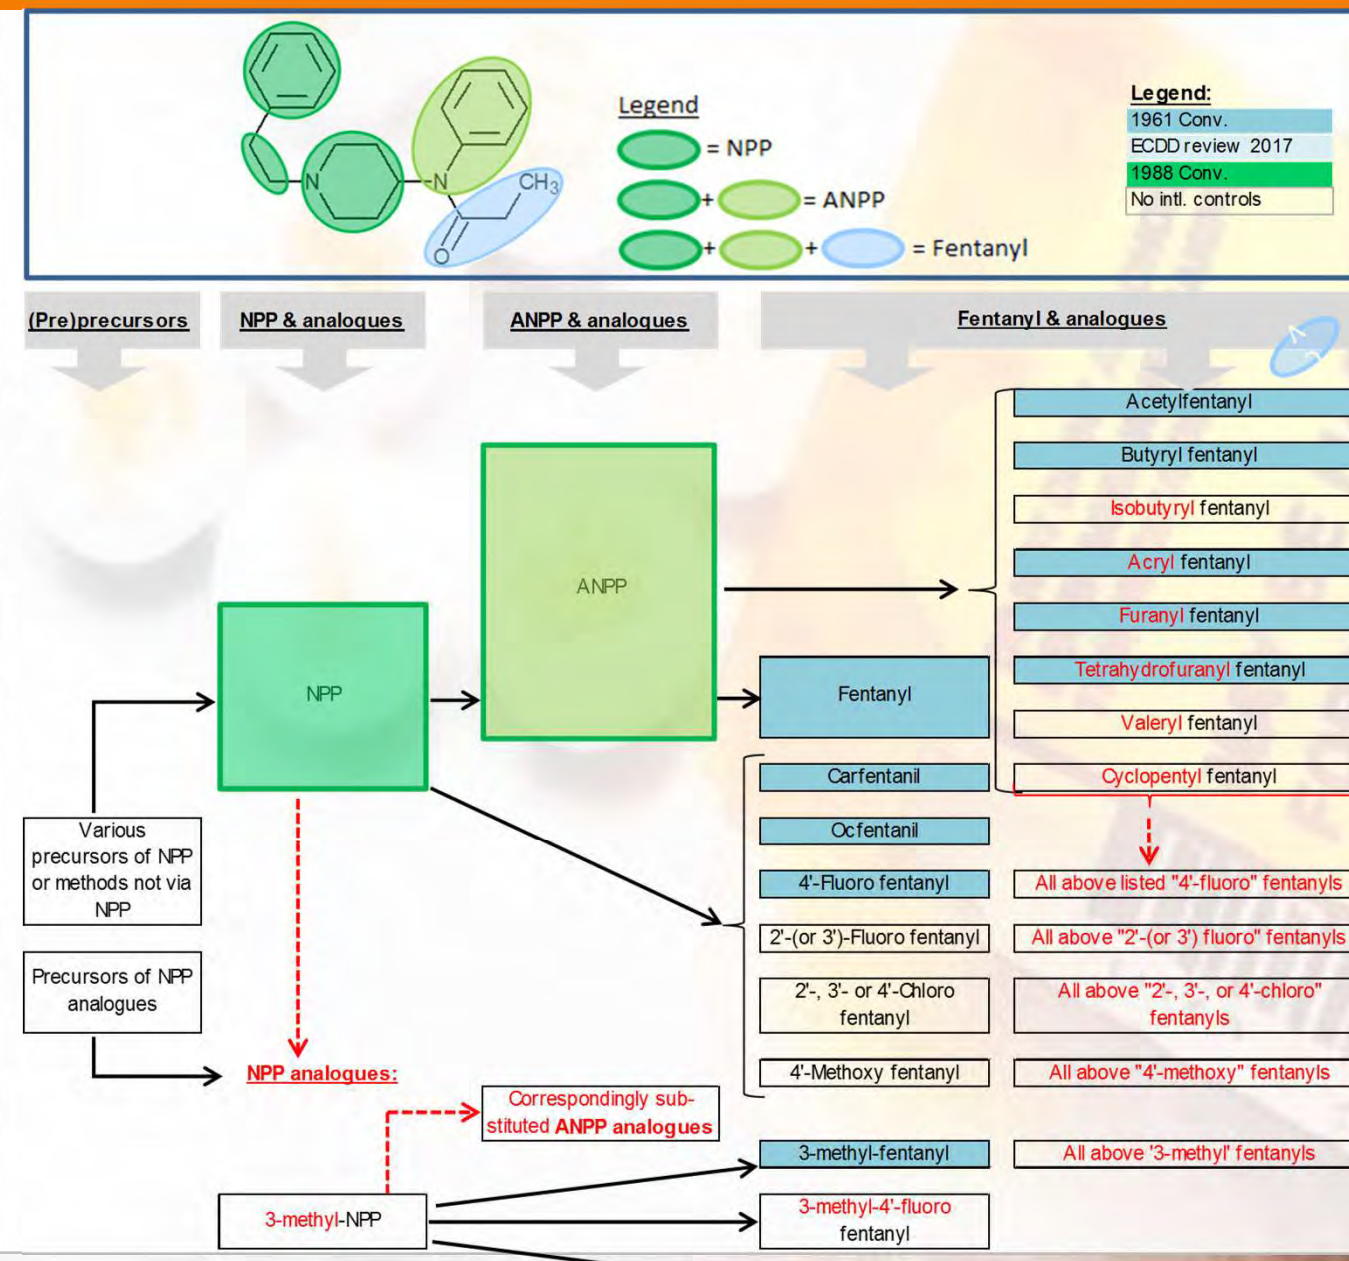 N
N
CH3
O
Legend
= NPP
+ = ANPP
+ + = Fentanyl
Legend:
1961 Conv.
ECDD review 2017
1988 Conv.
No intl. controls
(Pre)precursors
NPP & analogues
ANPP & analogues
Fentanyl & analogues
Acetylfentanyl
Butyryl fentanyl
Isobutyryl fentanyl
Acryl fentanyl
Furanyl fentanyl
Tetrahydrofuranyl fentanyl
Valeryl fentanyl
Cyclopentyl fentanyl
ANPP
NPP
Fentanyl
Carfentanil
Ocfentanil
4'-Fluoro fentanyl
2'-(or 3')-Fluoro fentanyl
2'-, 3'- or 4'-Chloro
fentanyl
4'-Methoxy fentanyl
All above listed "4'-fluoro" fentanyls
All above "2'-(or 3') fluoro" fentanyls
All above "2'-, 3'-, or 4'-chloro"
fentanyls
All above "4'-methoxy" fentanyls
Various
precursors of NPP
or methods not via
NPP
Precursors of NPP
analogues
NPP analogues:
Correspondingly sub-
stituted ANPP analogues
3-methyl-fentanyl
All above '3-methyl' fentanyls
3-methyl-NPP
3-methyl-4'-fluoro
fentanyl